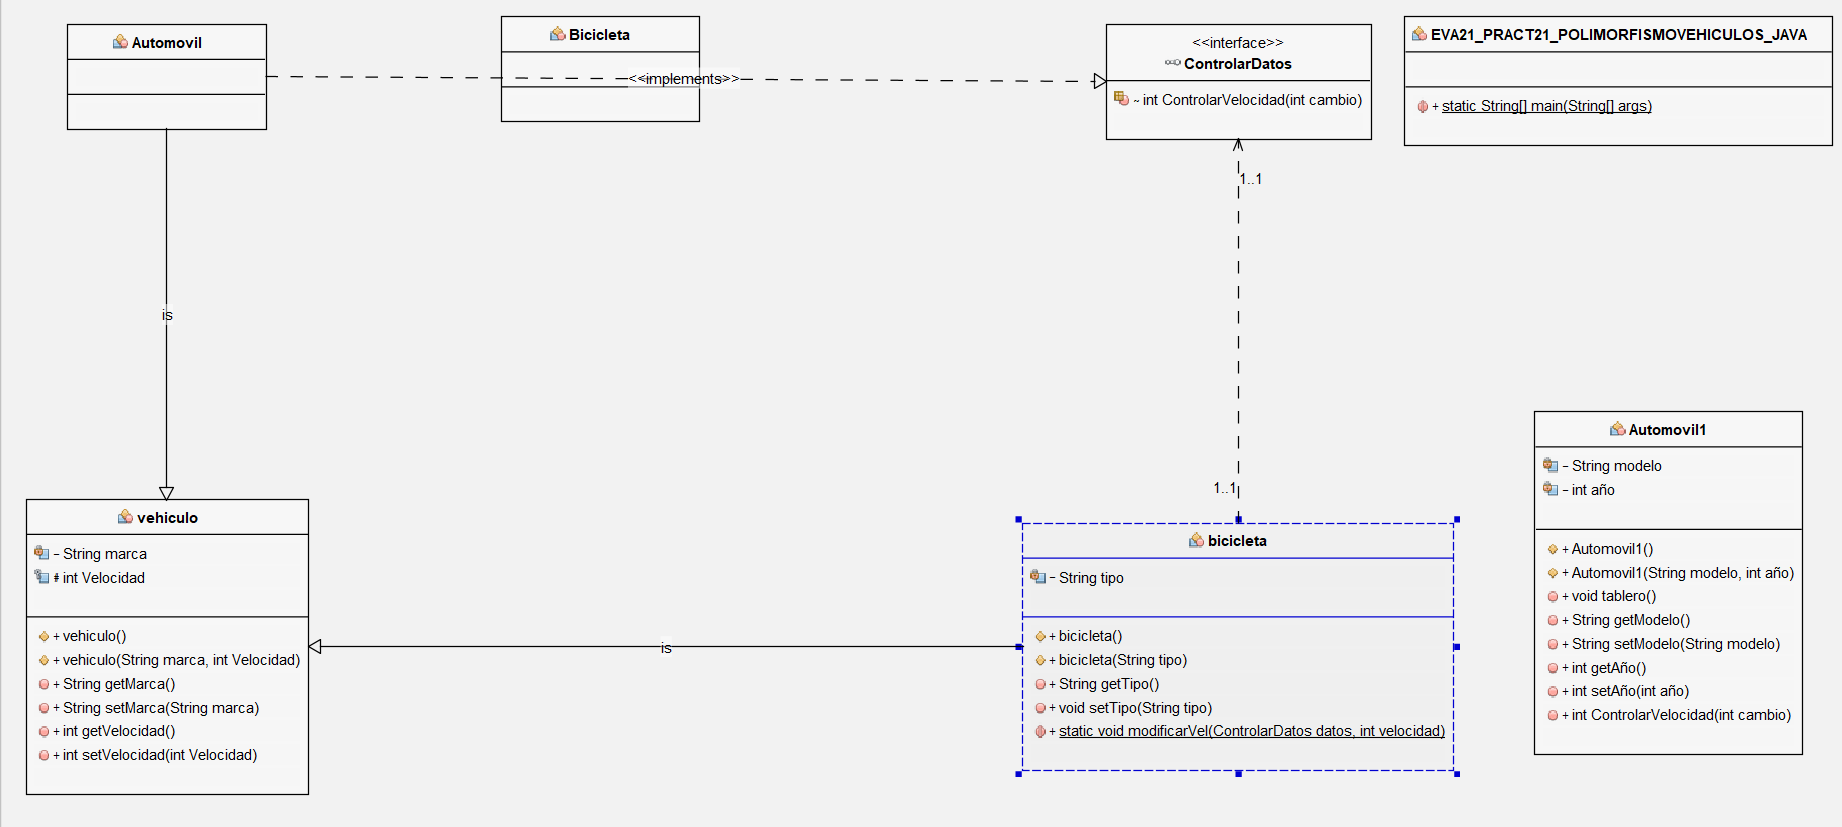 Automovil
Bicicleta
<<implements>>
<<interface>>
ControlarDatos
~ int ControlarVelocidad(int cambio)
EVA21_PRACT21_POLIMORFISMOVEHICULOS_JAVA
+ static String[] main(String[] args)
1..1
is
1..1
vehiculo
- String marca
# int Velocidad
+ vehiculo()
+ vehiculo(String marca, int Velocidad)
+ String getMarca()
+ String setMarca(String marca)
+ int getVelocidad()
+ int setVelocidad(int Velocidad)
is
bicicleta
- String tipo
+ bicicleta()
+ bicicleta(String tipo)
+ String getTipo()
+ void setTipo(String tipo)
+ static void modificarVel(ControlarDatos datos, int velocidad)
Automovil1
- String modelo
- int año
+ Automovil1()
+ Automovil1(String modelo, int año)
+ void tablero()
+ String getModelo()
+ String setModelo(String modelo)
+ int getAño()
+ int setAño(int año)
+ int ControlarVelocidad(int cambio)